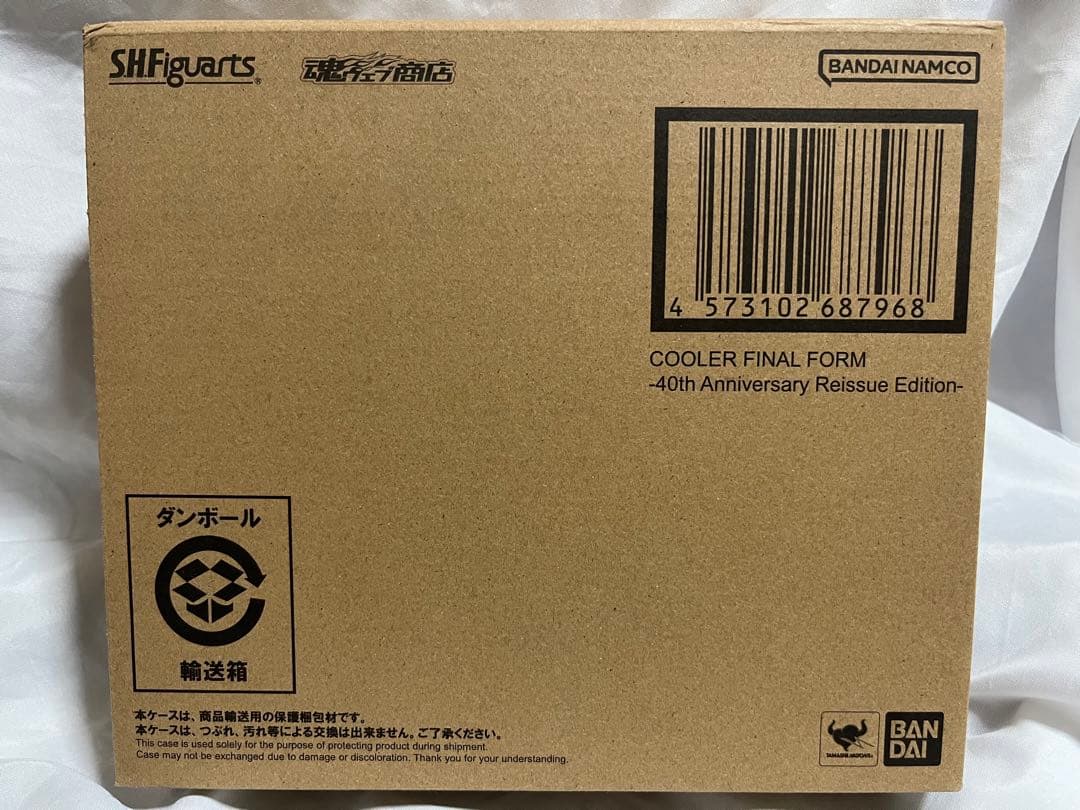 S.H.Figuarts®
魂ウェブ商店
BANDAI NAMCO
4 573102 687968
COOLER FINAL FORM
-40th Anniversary Reissue Edition-
ダンボール
輸送箱
本ケースは、商品輸送用の保護梱包材です。
本ケースは、つぶれ、汚れ等による交換は出来ません。ご了承ください。
This case is used solely for the purpose of protecting product during shipment.
Case may not be exchanged due to damage or discoloration. Thank you for your understanding.
TAMASHII NATIONS
BAN
DAI